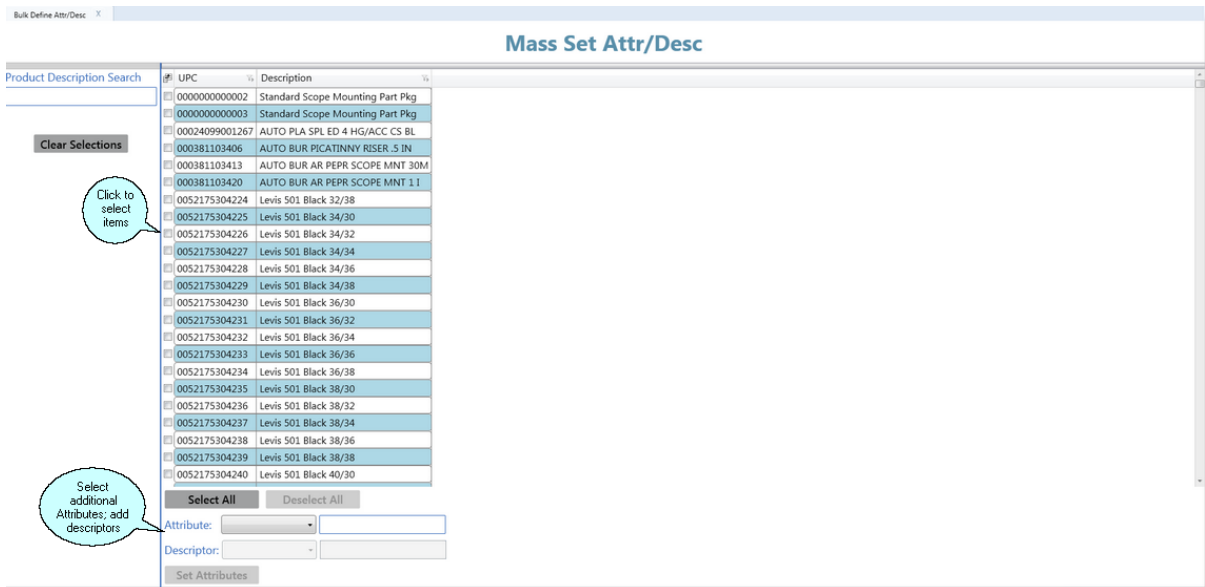 Bulk Define Attr/Desc X
Mass Set Attr/Desc
Product Description Search
Clear Selections
Click to
select
items
Select
additional
Attributes; add
descriptors
UPC Description
0000000000002 Standard Scope Mounting Part Pkg
0000000000003 Standard Scope Mounting Part Pkg
00024099001267 AUTO PLA SPL ED 4 HG/ACC CS BL
000381103406 AUTO BUR PICATINNY RISER .5 IN
000381103413 AUTO BUR AR PEPR SCOPE MNT 30M
000381103420 AUTO BUR AR PEPR SCOPE MNT 1 I
0052175304224 Levis 501 Black 32/38
0052175304225 Levis 501 Black 34/30
0052175304226 Levis 501 Black 34/32
0052175304227 Levis 501 Black 34/34
0052175304228 Levis 501 Black 34/36
0052175304229 Levis 501 Black 34/38
0052175304230 Levis 501 Black 36/30
0052175304231 Levis 501 Black 36/32
0052175304232 Levis 501 Black 36/34
0052175304233 Levis 501 Black 36/36
0052175304234 Levis 501 Black 36/38
0052175304235 Levis 501 Black 38/30
0052175304236 Levis 501 Black 38/32
0052175304237 Levis 501 Black 38/34
0052175304238 Levis 501 Black 38/36
0052175304239 Levis 501 Black 38/38
0052175304240 Levis 501 Black 40/30
Select All Deselect All
Attribute:
Descriptor:
Set Attributes